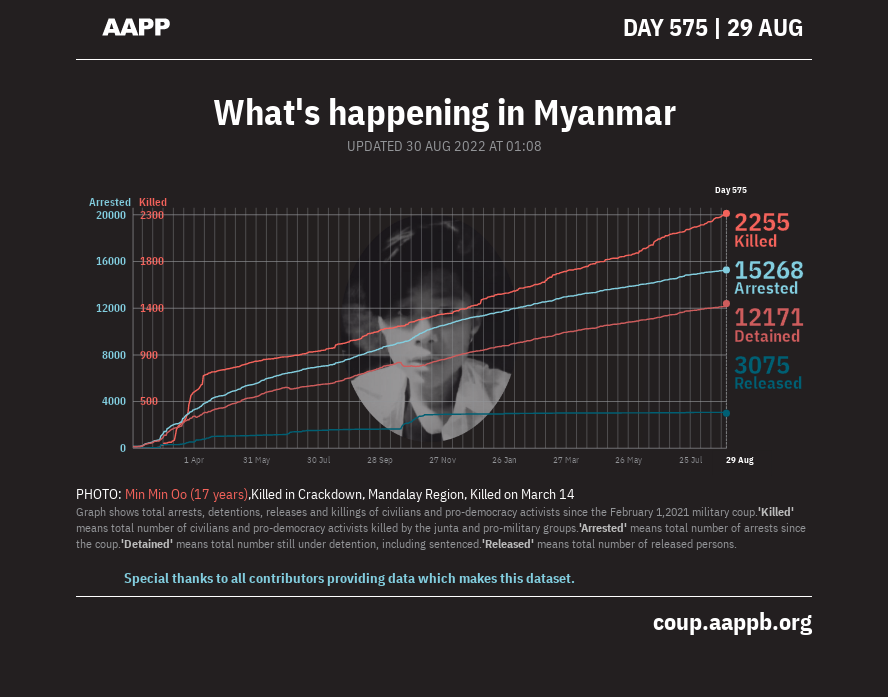 AAPP
DAY 575 | 29 AUG
What's happening in Myanmar
UPDATED 30 AUG 2022 AT 01:08
Day 575
Arrested Killed
20000 2300
16000 1800
12000 1400
8000 900
4000 500
0
2255
Killed
15268
Arrested
12171
Detained
3075
Released
1 Apr 31 May 30 Jul 28 Sep 27 Nov 26 Jan 27 Mar 26 May 25 Jul 29 Aug
PHOTO: Min Min Oo (17 years),Killed in Crackdown, Mandalay Region, Killed on March 14
Graph shows total arrests, detentions, releases and killings of civilians and pro-democracy activists since the February 1,2021 military coup.'Killed'
means total number of civilians and pro-democracy activists killed by the junta and pro-military groups.'Arrested' means total number of arrests since
the coup.'Detained' means total number still under detention, including sentenced.'Released' means total number of released persons.
Special thanks to all contributors providing data which makes this dataset.
coup.aappb.org